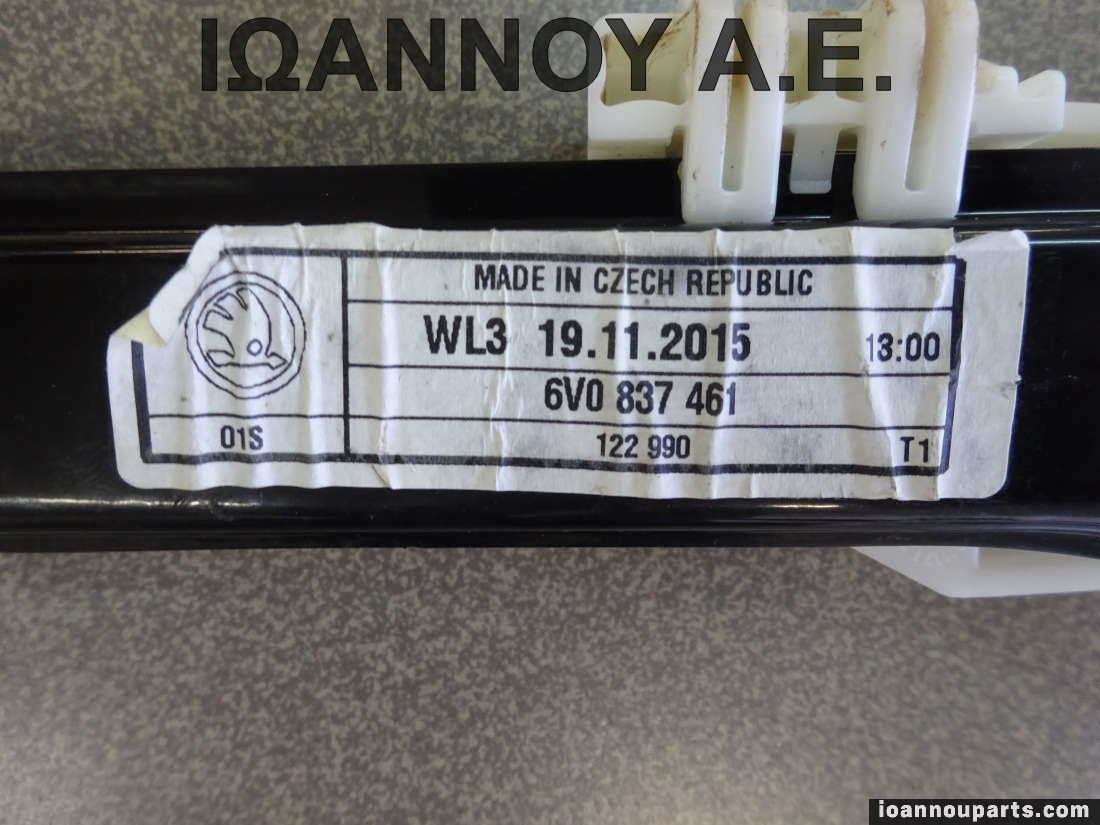 ΙΩΑΝΝΟΥ Α.Ε.
MADE IN CZECH REPUBLIC
WL3 19.11.2015 13:00
6V0 837 461
01S 122 990 T1
ioannouparts.com